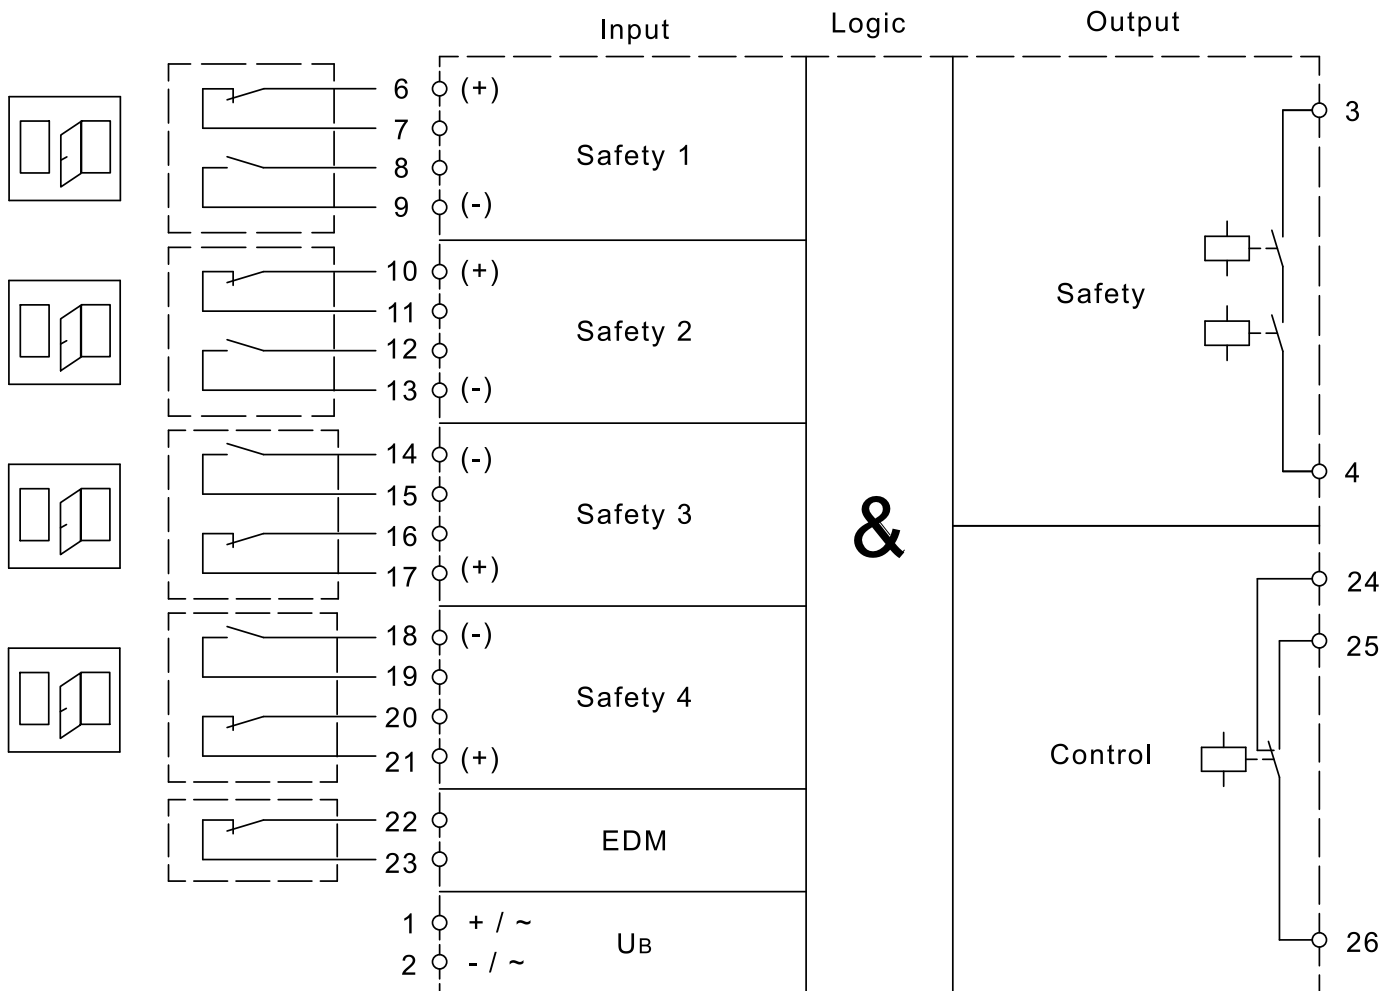 Input
Logic
Output
6 (+)
7
8
9 (-)
Safety 1
10 (+)
11
12
13 (-)
Safety 2
14 (-)
15
16
17 (+)
Safety 3
18 (-)
19
20
21 (+)
Safety 4
22
23
EDM
1 + / ~
2 - / ~
UB
&
3
Safety
4
24
25
Control
26